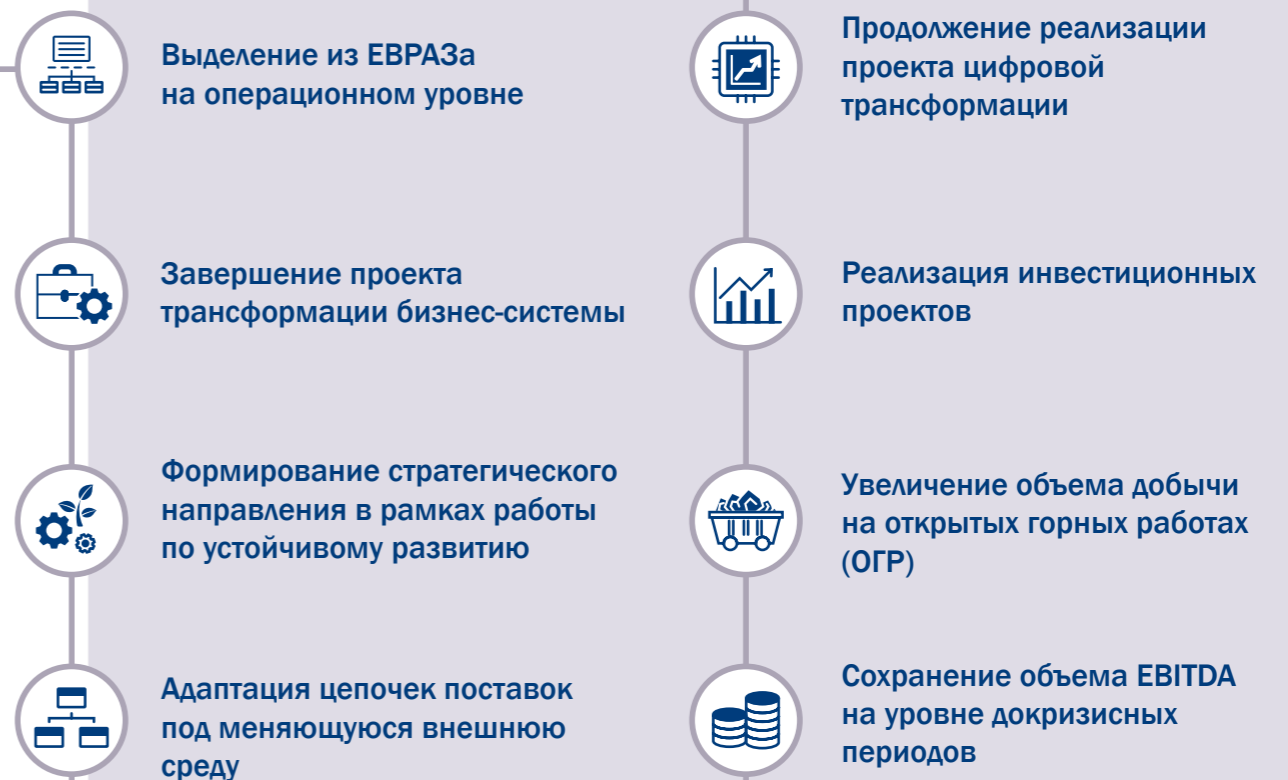 Выделение из ЕВРАЗа
на операционном уровне
Завершение проекта
трансформации бизнес-системы
Формирование стратегического
направления в рамках работы
по устойчивому развитию
Адаптация цепочек поставок
под меняющуюся внешнюю
среду
Продолжение реализации
проекта цифровой
трансформации
Реализация инвестиционных
проектов
Увеличение объема добычи
на открытых горных работах
(ОГР)
Сохранение объема EBITDA
на уровне докризисных
периодов